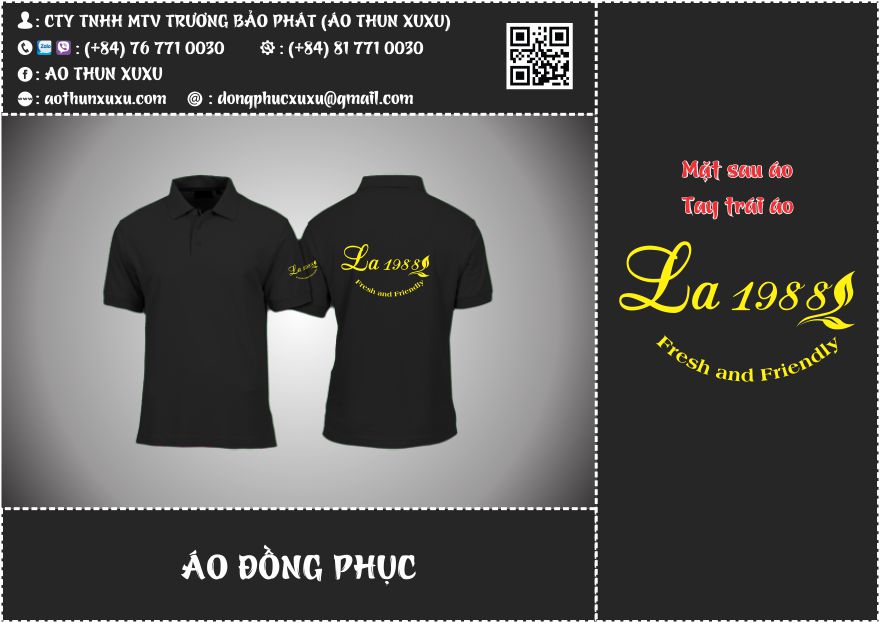 : CTY TNHH MTV TRƯƠNG BẢO PHÁT (ÁO THUN XUXU)
Zalo : (+84) 76 771 0030 : (+84) 81 771 0030
: AO THUN XUXU
www : aothunxuxu.com @ : dongphucxuxu@gmail.com
La 1988
La 1988
Fresh and Friendly
ÁO ĐỒNG PHỤC
Mặt sau áo
Tay trái áo
La 1988
Fresh and Friendly